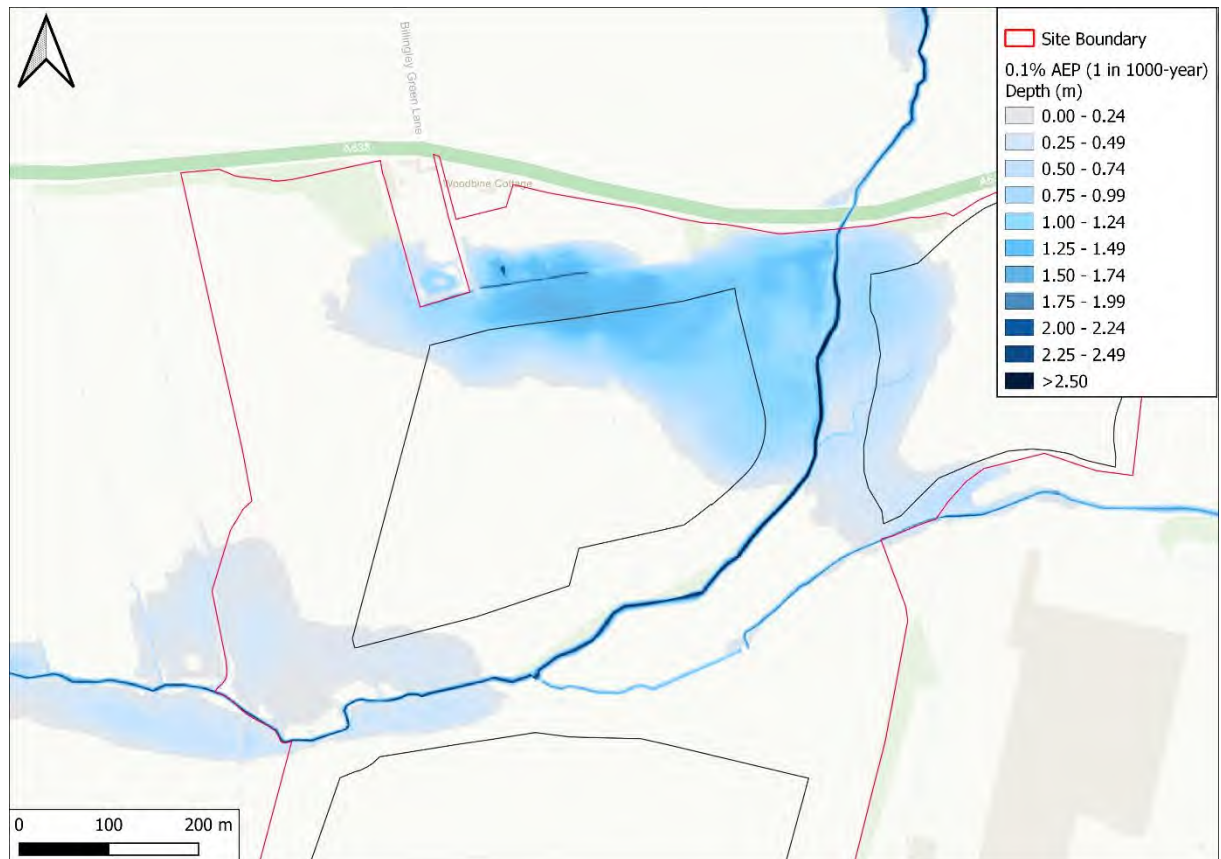 Billingley Green Lane
A635
Woodbine Cottage
Site Boundary
0.1% AEP (1 in 1000-year)
Depth (m)
0.00 - 0.24
0.25 - 0.49
0.50 - 0.74
0.75 - 0.99
1.00 - 1.24
1.25 - 1.49
1.50 - 1.74
1.75 - 1.99
2.00 - 2.24
2.25 - 2.49
>2.50
0 100 200 m